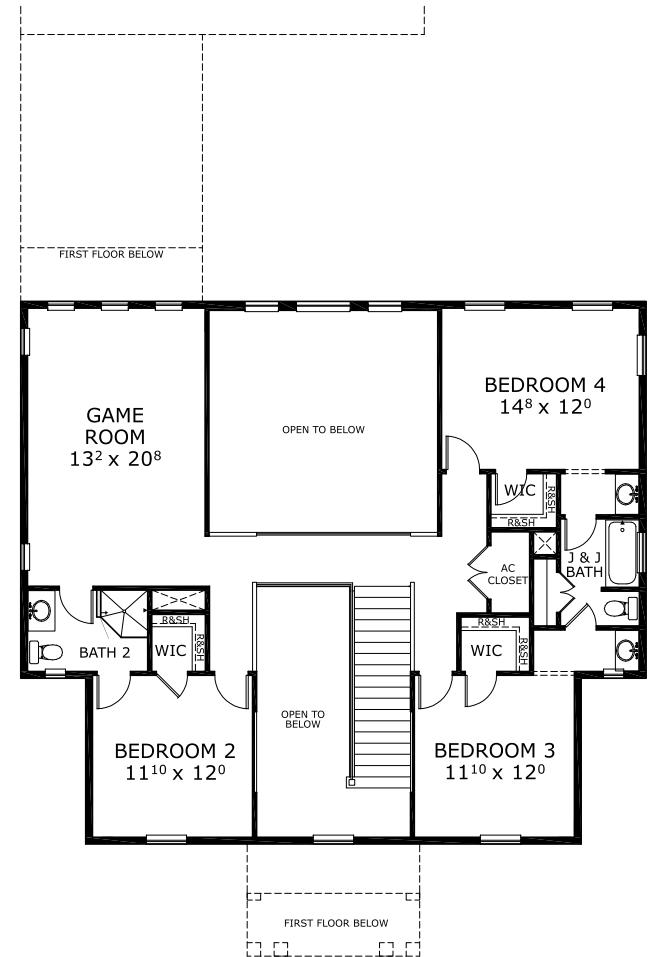 FIRST FLOOR BELOW
GAME
ROOM
13² x 20⁸
OPEN TO BELOW
BEDROOM 4
14⁸ x 12⁰
WIC
R&SH
R&SH
AC
CLOSET
J & J
BATH
BATH 2
R&SH
WIC
R&SH
R&SH
WIC
R&SH
OPEN TO
BELOW
BEDROOM 2
11¹⁰ x 12⁰
BEDROOM 3
11¹⁰ x 12⁰
FIRST FLOOR BELOW